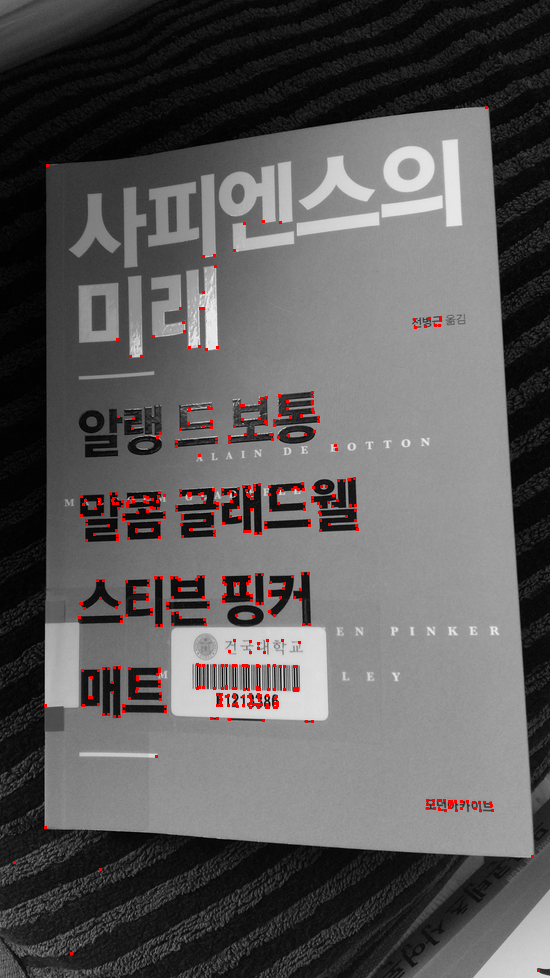 사피엔스의
미래
전병근 옮김
알랭 드 보통
ALAIN DE BOTTON
말콤 글래드웰
스티븐 핑커
EN PINKER
건국대학교
매트
LEY
E1213386
모던아카이브